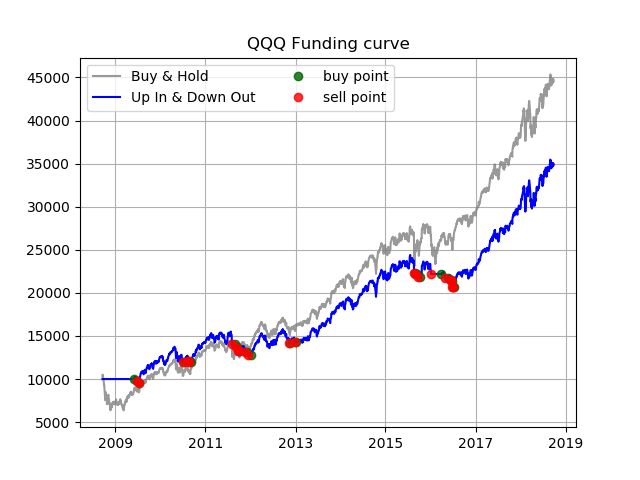 QQQ Funding curve
Buy & Hold
Up In & Down Out
buy point
sell point
45000
40000
35000
30000
25000
20000
15000
10000
5000
2009 2011 2013 2015 2017 2019